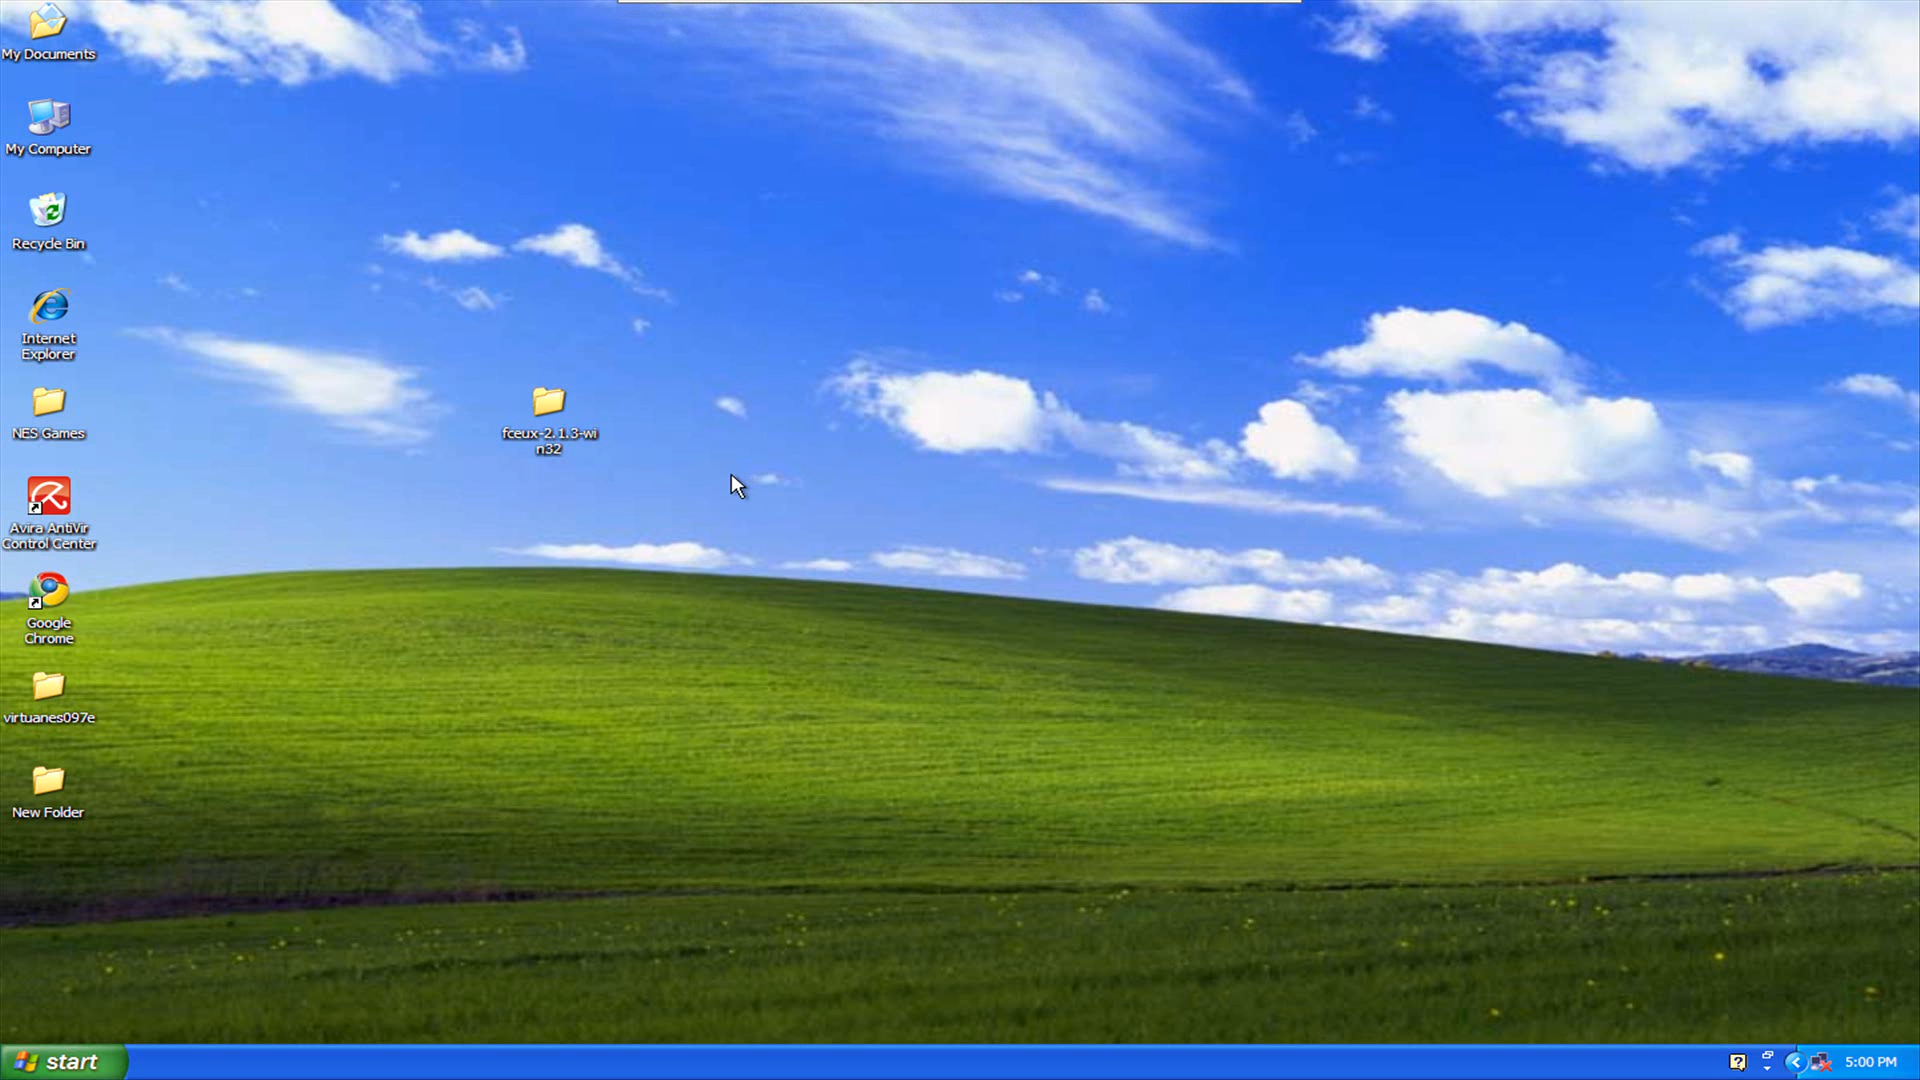 My Documents
My Computer
Recycle Bin
Internet
Explorer
NES Games
fceux-2.1.3-wi
n32
Avira AntiVir
Control Center
Google
Chrome
virtuanes097e
New Folder
start
5:00 PM